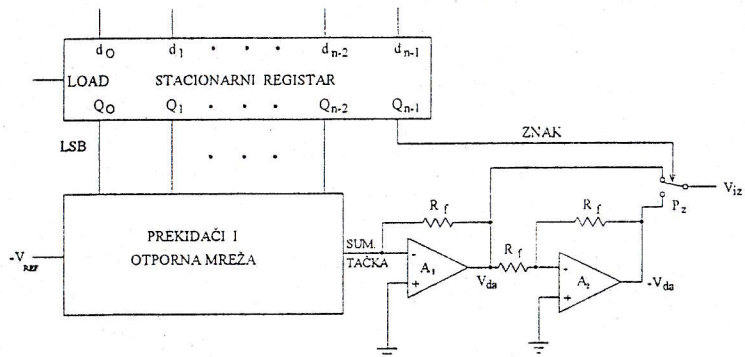 d0 d1 . . . dn-2 dn-1
LOAD STACIONARNI REGISTAR
Q0 Q1 . . . Qn-2 Qn-1
ZNAK
LSB
. . .
Viz
Rf
Rf
Pz
PREKIDAČI I
OTPORNA MREŽA
SUM.
TAČKA
-VREF
Rf
-
+
A1
Vda
-
+
A2
-Vda